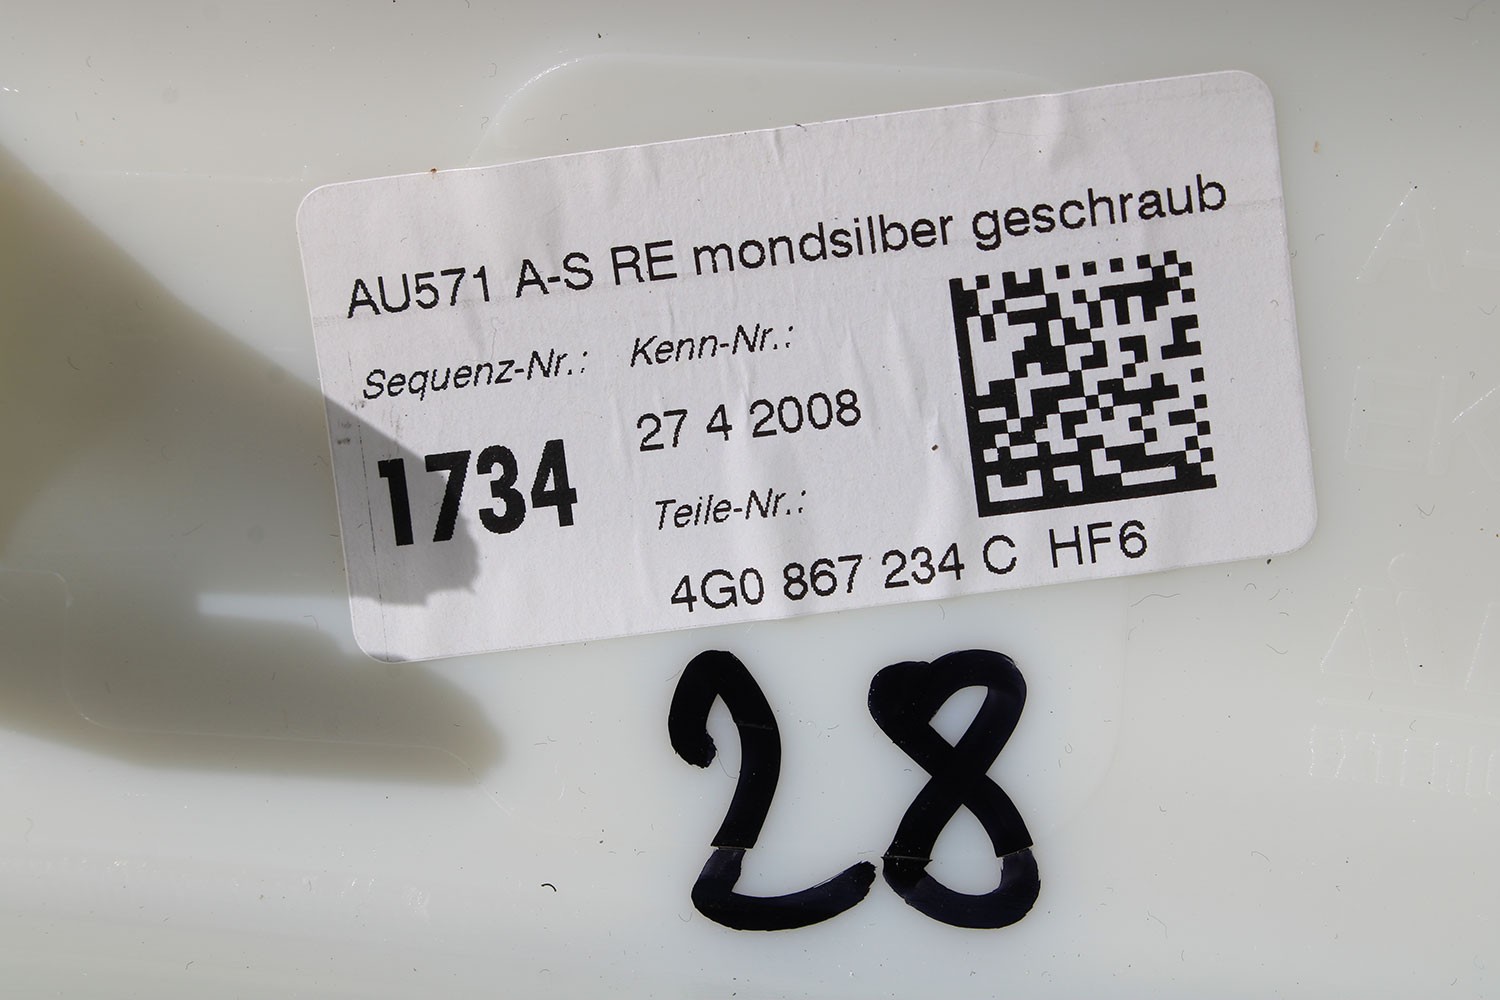 AU571 A-S RE mondsilber geschraub
Sequenz-Nr.: Kenn-Nr.:
1734 27 4 2008
Teile-Nr.:
4G0 867 234 C HF6
28